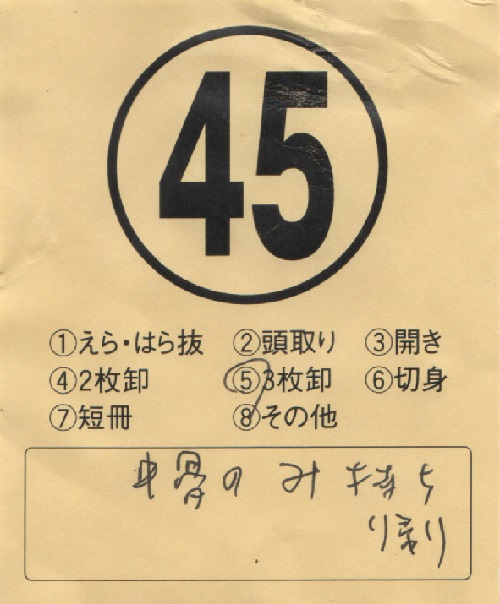 45
①えら・はら抜 ②頭取り ③開き
④2枚卸 ⑤3枚卸 ⑥切身
⑦短冊 ⑧その他
中骨のみ持ち